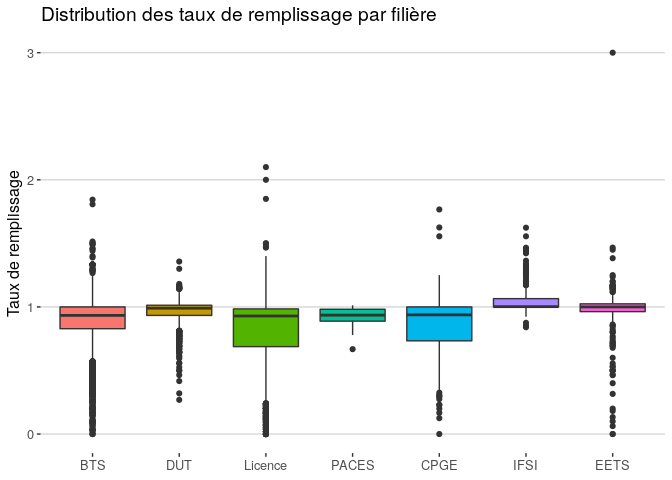 Distribution des taux de remplissage par filière
Taux de remplissage
3
2
1
0
BTS
DUT
Licence
PACES
CPGE
IFSI
EETS